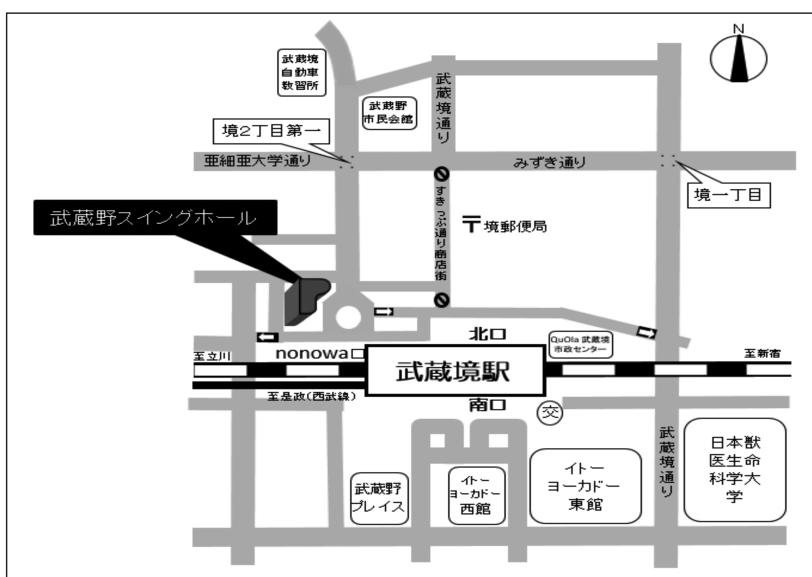 N
武蔵境
自動車
教習所
武蔵野
市民会館
武蔵境通り
境2丁目第一
亜細亜大学通り
みずき通り
境一丁目
武蔵野スイングホール
すきっぷ通り商店街
〒境郵便局
北口
QuOla 武蔵境
市政センター
至立川
nonowa口
武蔵境駅
至新宿
至是政(西武線)
南口
交
武蔵境通り
日本獣
医生命
科学大
学
武蔵野
プレイス
イトー
ヨーカドー
西館
イトー
ヨーカドー
東館